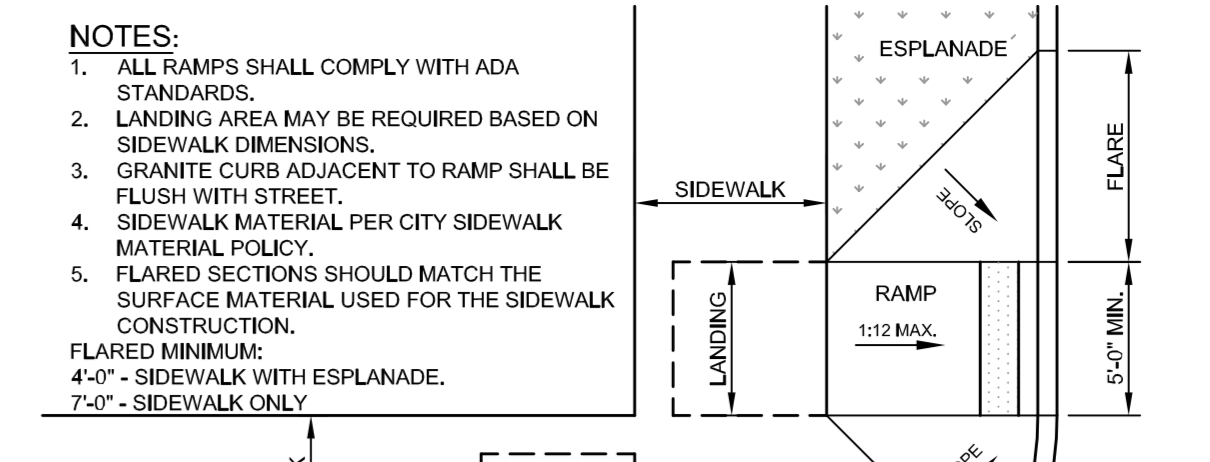 NOTES:
1. ALL RAMPS SHALL COMPLY WITH ADA
STANDARDS.
2. LANDING AREA MAY BE REQUIRED BASED ON
SIDEWALK DIMENSIONS.
3. GRANITE CURB ADJACENT TO RAMP SHALL BE
FLUSH WITH STREET.
4. SIDEWALK MATERIAL PER CITY SIDEWALK
MATERIAL POLICY.
5. FLARED SECTIONS SHOULD MATCH THE
SURFACE MATERIAL USED FOR THE SIDEWALK
CONSTRUCTION.
FLARED MINIMUM:
4'-0" - SIDEWALK WITH ESPLANADE.
7'-0" - SIDEWALK ONLY
ESPLANADE
SIDEWALK
SLOPE
FLARE
LANDING
RAMP
1:12 MAX.
5'-0" MIN.